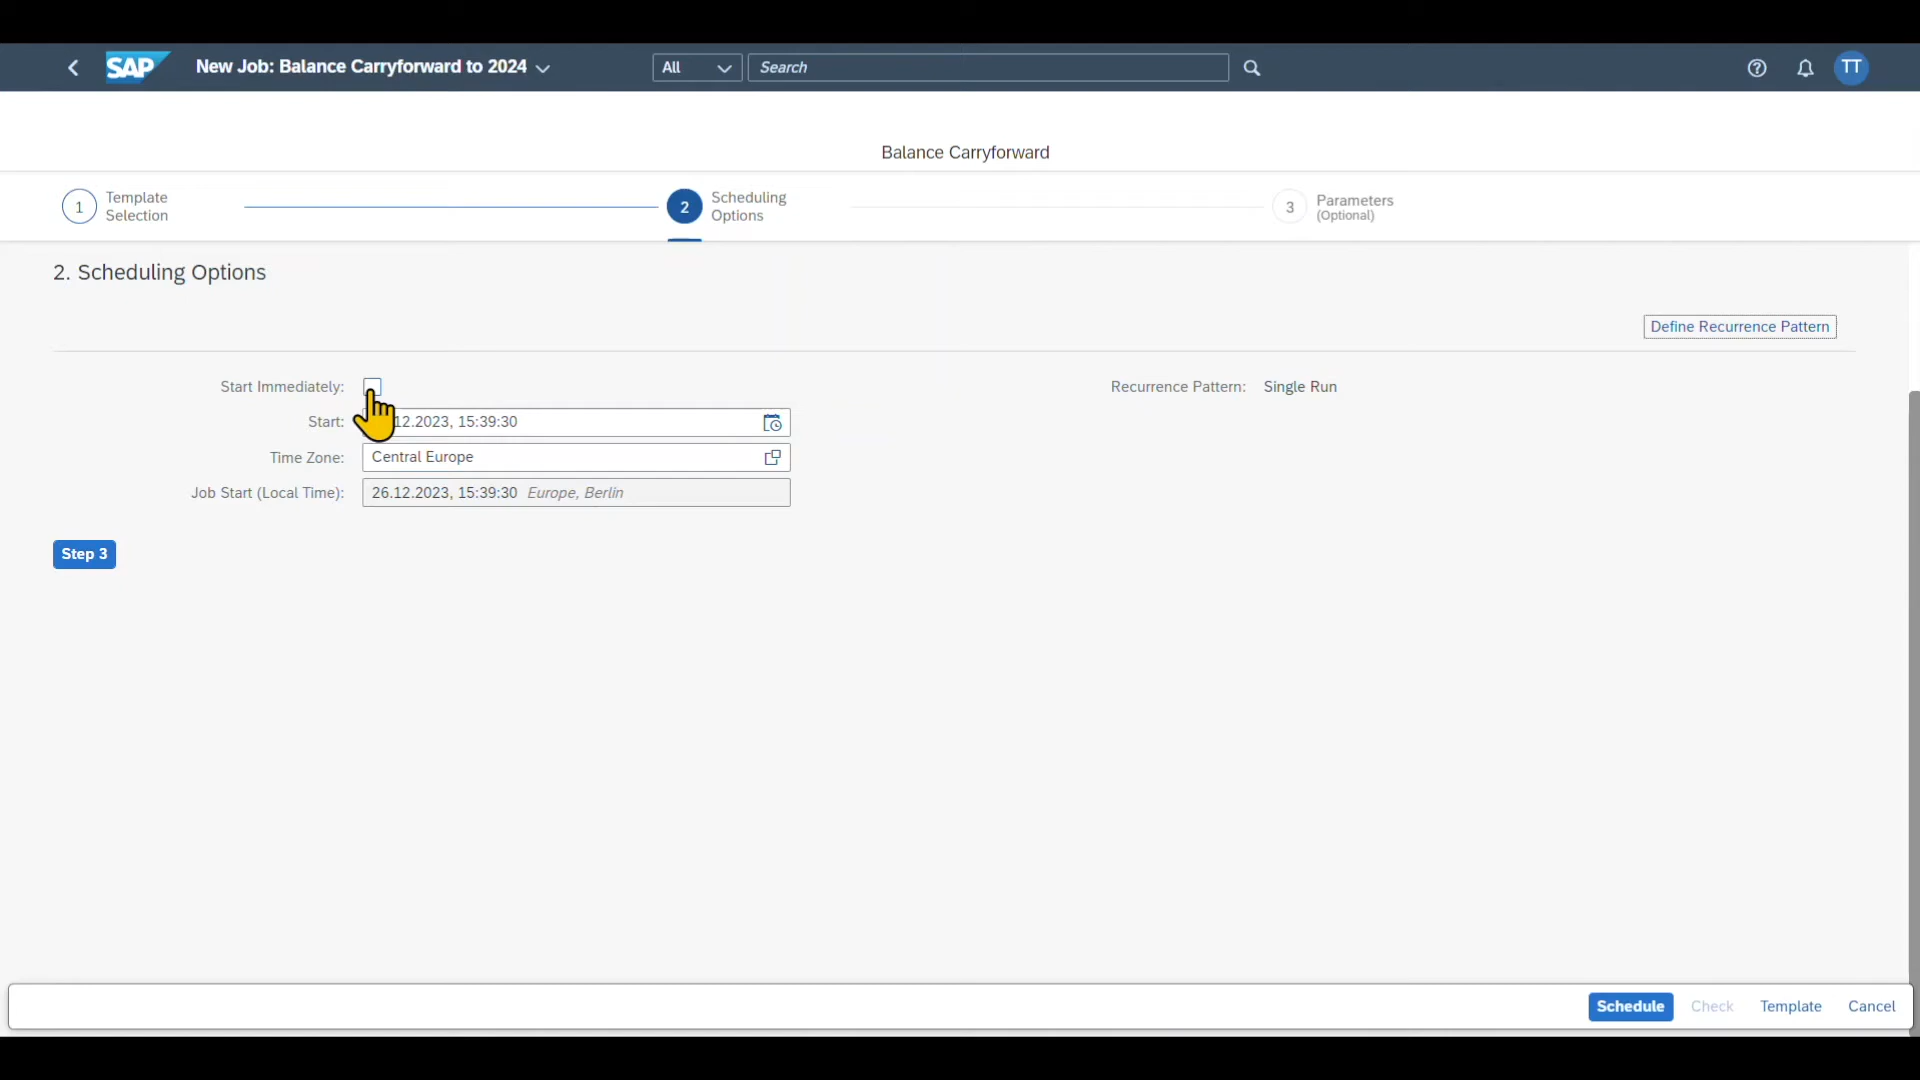 SAP New Job: Balance Carryforward to 2024 All Search TT
Balance Carryforward
1 Template Selection 2 Scheduling Options 3 Parameters (Optional)
2. Scheduling Options
Define Recurrence Pattern
Start Immediately: Recurrence Pattern: Single Run
Start: 12.2023, 15:39:30
Time Zone: Central Europe
Job Start (Local Time): 26.12.2023, 15:39:30 Europe, Berlin
Step 3
Schedule Check Template Cancel